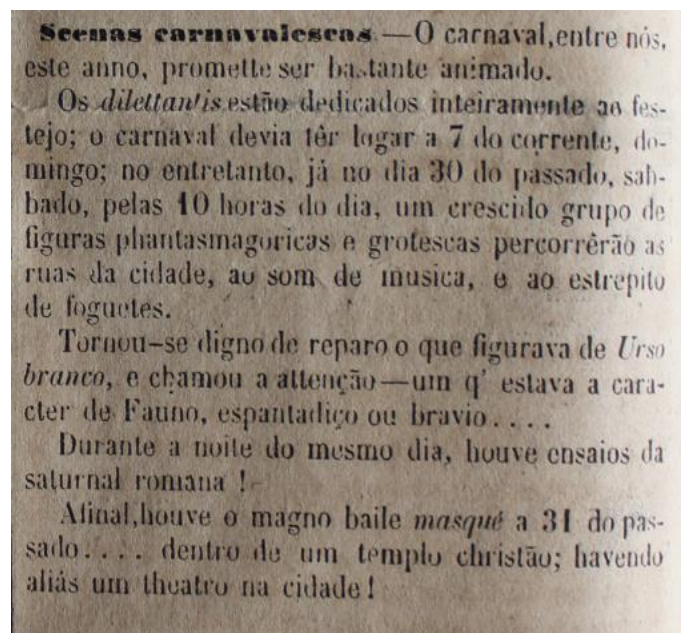 Scenas carnavalescas.—O carnaval,entre nós,
este anno, promette ser bastante animado.
Os dilettantis estão dedicados inteiramente ao fes-
tejo; o carnaval devia têr logar a 7 do corrente, do-
mingo; no entretanto, já no dia 30 do passado, sab-
bado, pelas 10 horas do dia, um crescido grupo de
figuras phantasmagoricas e grotescas percorrêrão as
ruas da cidade, ao som de musica, e ao estrepito
de foguetes.
Tornou-se digno de reparo o que figurava de Urso
branco, e chamou a attenção—um q' estava a cara-
cter de Fauno, espantadiço ou bravio....
Durante a noite do mesmo dia, houve ensaios da
saturnal romana !
Afinal,houve o magno baile masqué a 31 do pas-
sado.... dentro de um templo christão; havendo
aliás um theatro na cidade!